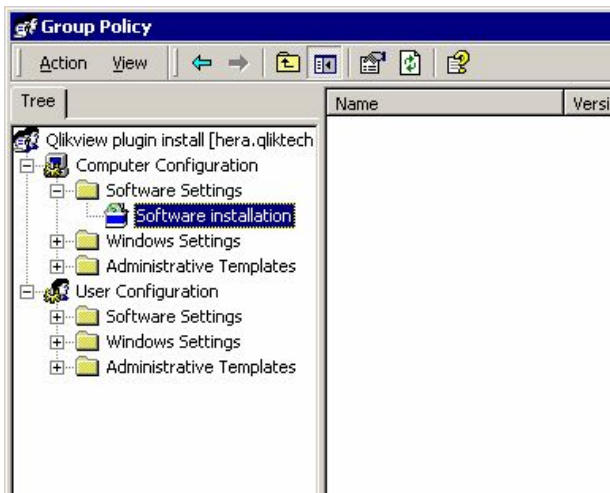 Group Policy
Action View
Tree
Name Versi
Qlikview plugin install [hera.qliktech
Computer Configuration
Software Settings
Software installation
Windows Settings
Administrative Templates
User Configuration
Software Settings
Windows Settings
Administrative Templates